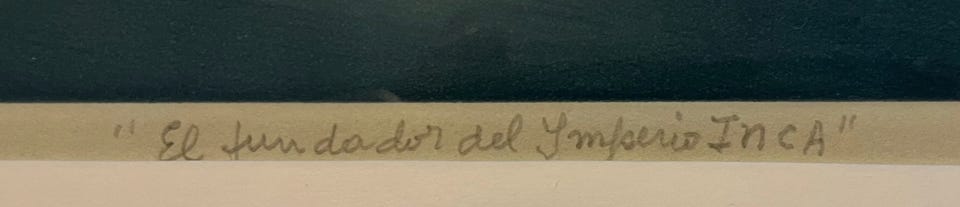 "El fundador del Imperio INCA"